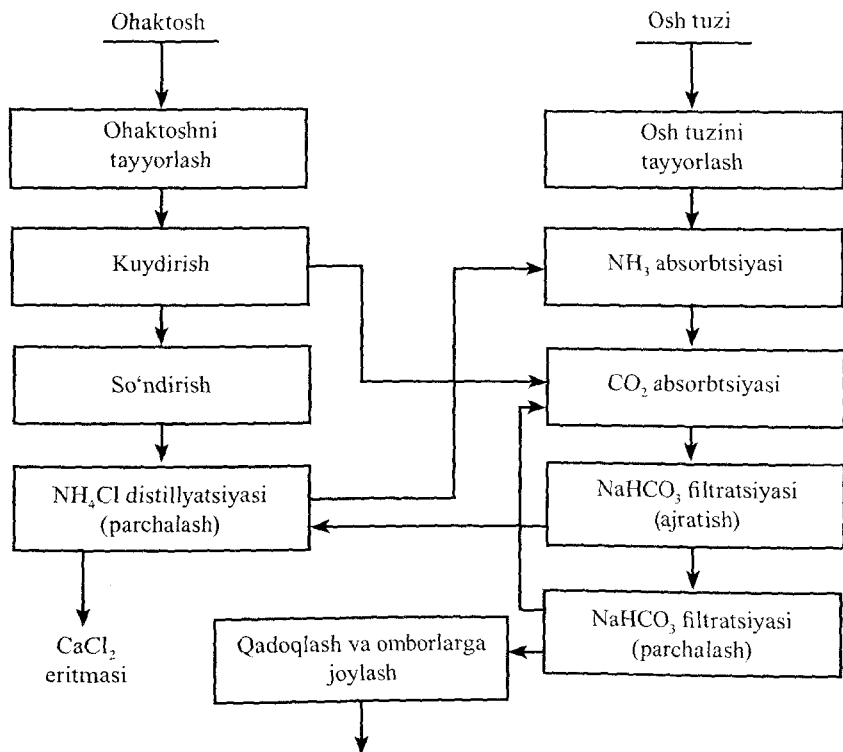 Ohaktosh
Osh tuzi
Ohaktoshni
tayyorlash
Osh tuzini
tayyorlash
Kuydirish
NH₃ absorbtsiyasi
So‘ndirish
CO₂ absorbtsiyasi
NH₄Cl distillyatsiyasi
(parchalash)
NaHCO₃ filtratsiyasi
(ajratish)
CaCl₂
eritmasi
Qadoqlash va omborlarga
joylash
NaHCO₃ filtratsiyasi
(parchalash)